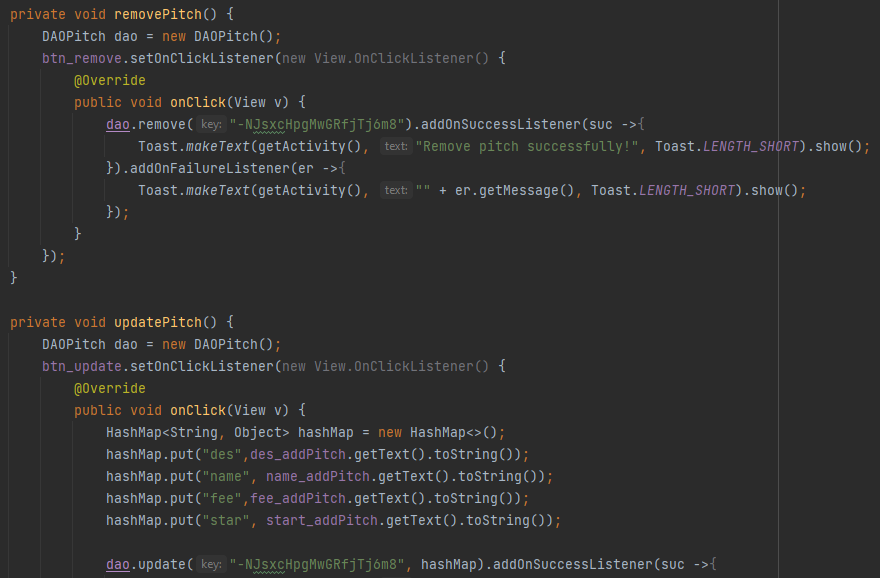 private void removePitch() {
    DAOPitch dao = new DAOPitch();
    btn_remove.setOnClickListener(new View.OnClickListener() {
        @Override
        public void onClick(View v) {
            dao.remove( key: "-NJsxcHpgMwGRfjTj6m8").addOnSuccessListener(suc ->{
                Toast.makeText(getActivity(), text: "Remove pitch successfully!", Toast.LENGTH_SHORT).show();
            }).addOnFailureListener(er ->{
                Toast.makeText(getActivity(), text: "" + er.getMessage(), Toast.LENGTH_SHORT).show();
            });
        }
    });
}
private void updatePitch() {
    DAOPitch dao = new DAOPitch();
    btn_update.setOnClickListener(new View.OnClickListener() {
        @Override
        public void onClick(View v) {
            HashMap<String, Object> hashMap = new HashMap<>();
            hashMap.put("des",des_addPitch.getText().toString());
            hashMap.put("name", name_addPitch.getText().toString());
            hashMap.put("fee",fee_addPitch.getText().toString());
            hashMap.put("star", start_addPitch.getText().toString());
            dao.update( key: "-NJsxcHpgMwGRfjTj6m8", hashMap).addOnSuccessListener(suc ->{